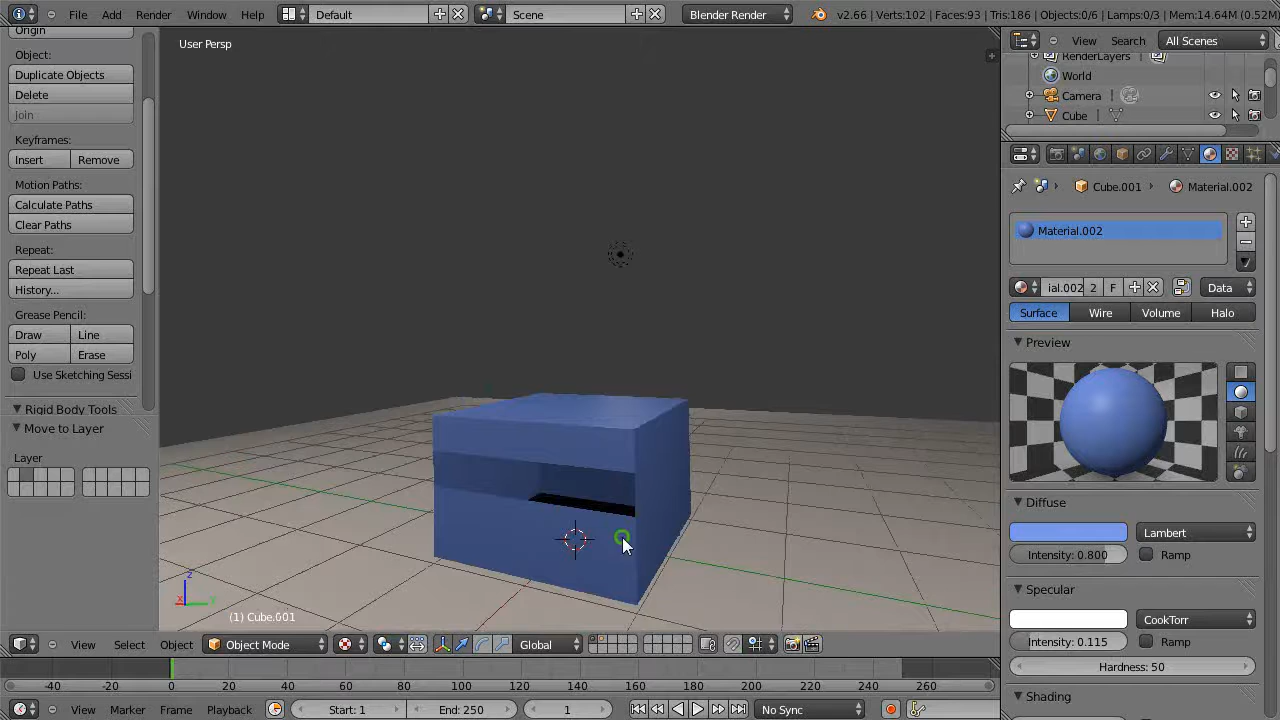 File Add Render Window Help Default Scene Blender Render v2.66 | Verts:102 | Faces:93 | Tris:186 | Objects:0/6 | Lamps:0/3 | Mem:14.64M (0.52M)
View Search All Scenes
RenderLayers
World
Camera
Cube
Origin
Object:
Duplicate Objects
Delete
Join
Keyframes:
Insert Remove
Motion Paths:
Calculate Paths
Clear Paths
Repeat:
Repeat Last
History...
Grease Pencil:
Draw Line
Poly Erase
Use Sketching Sessi
Rigid Body Tools
Move to Layer
Layer
User Persp
(1) Cube.001
Cube.001 Material.002
Material.002
ial.002 2 F Data
Surface Wire Volume Halo
Preview
Diffuse
Lambert
Intensity: 0.800 Ramp
Specular
CookTorr
Intensity: 0.115 Ramp
Hardness: 50
Shading
View Select Object Object Mode Global
-40 -20 0 20 40 60 80 100 120 140 160 180 200 220 240 260
View Marker Frame Playback Start: 1 End: 250 1 No Sync